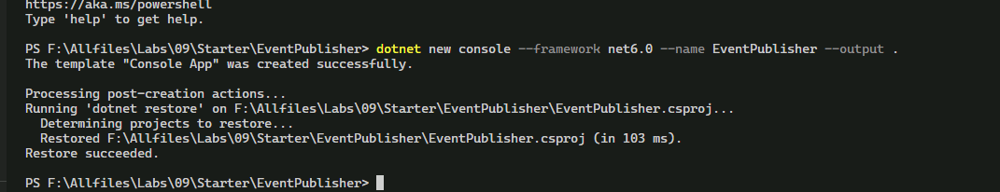 https://aka.ms/powershell
Type 'help' to get help.
PS F:\Allfiles\Labs\09\Starter\EventPublisher> dotnet new console --framework net6.0 --name EventPublisher --output .
The template "Console App" was created successfully.
Processing post-creation actions...
Running 'dotnet restore' on F:\Allfiles\Labs\09\Starter\EventPublisher\EventPublisher.csproj...
  Determining projects to restore...
  Restored F:\Allfiles\Labs\09\Starter\EventPublisher\EventPublisher.csproj (in 103 ms).
Restore succeeded.
PS F:\Allfiles\Labs\09\Starter\EventPublisher>